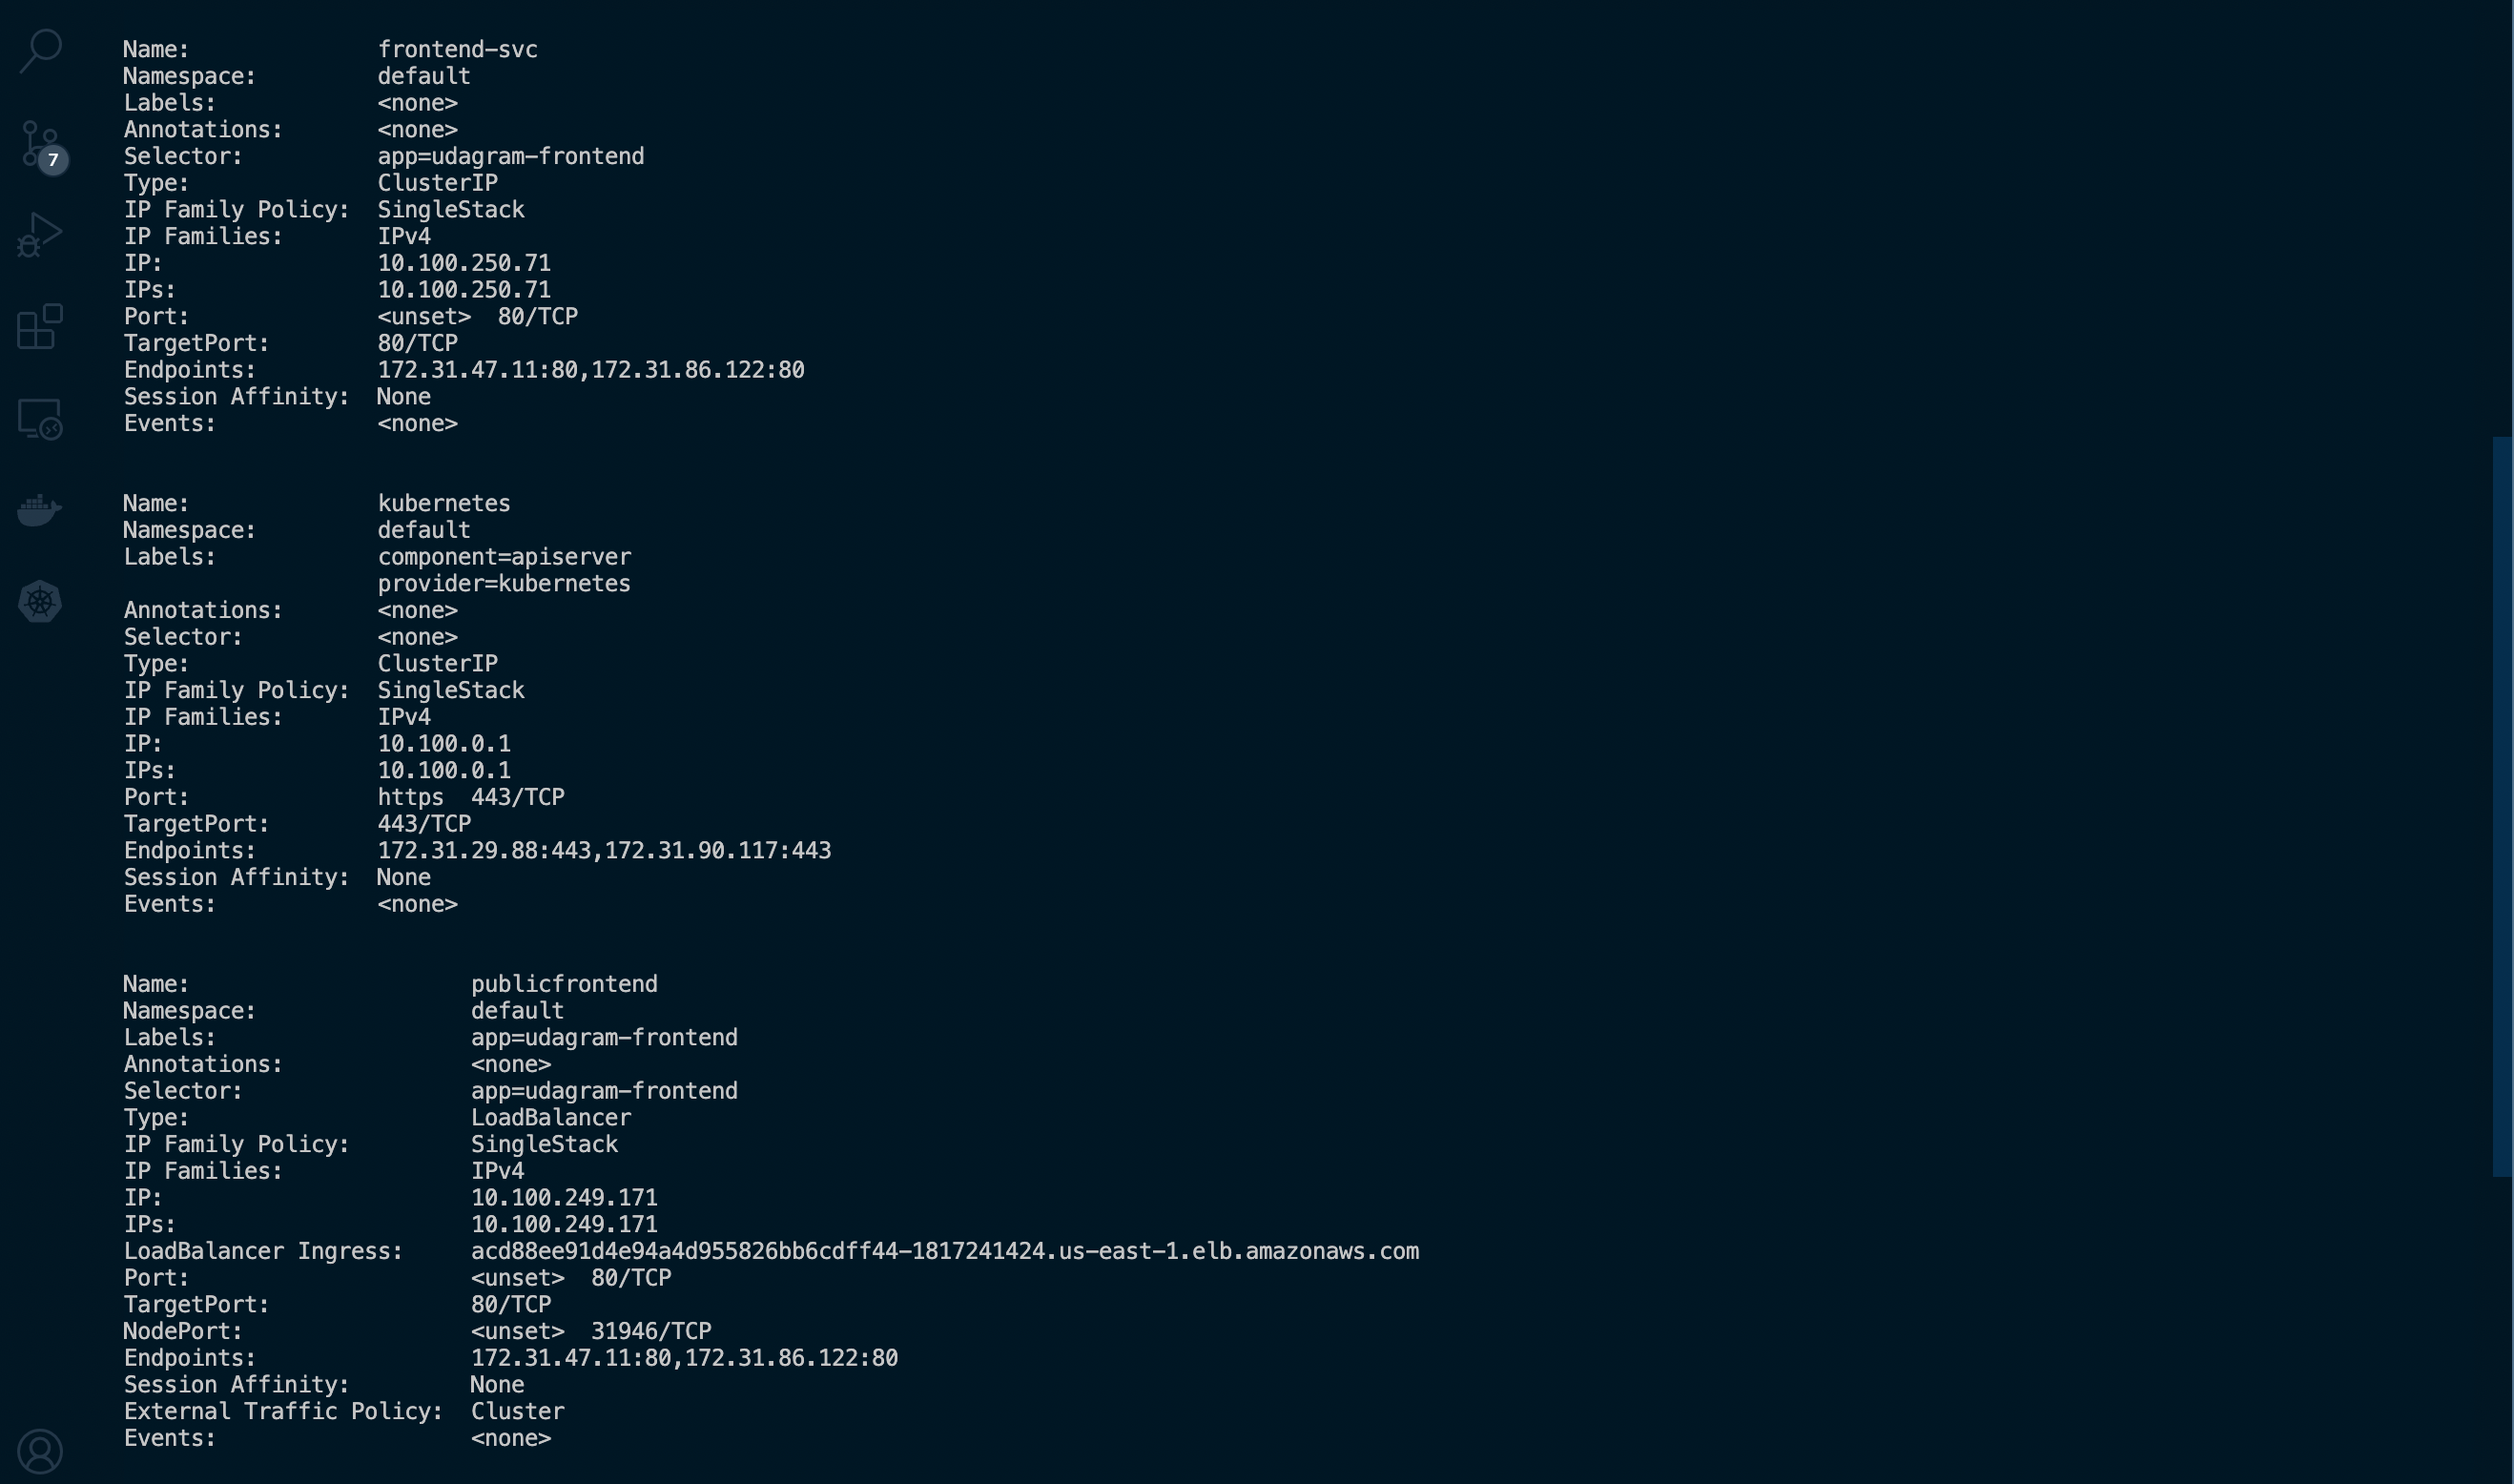 Name:              frontend-svc
Namespace:         default
Labels:            <none>
Annotations:       <none>
Selector:          app=udagram-frontend
Type:              ClusterIP
IP Family Policy:  SingleStack
IP Families:       IPv4
IP:                10.100.250.71
IPs:               10.100.250.71
Port:              <unset>  80/TCP
TargetPort:        80/TCP
Endpoints:         172.31.47.11:80,172.31.86.122:80
Session Affinity:  None
Events:            <none>
7
Name:              kubernetes
Namespace:         default
Labels:            component=apiserver
                   provider=kubernetes
Annotations:       <none>
Selector:          <none>
Type:              ClusterIP
IP Family Policy:  SingleStack
IP Families:       IPv4
IP:                10.100.0.1
IPs:               10.100.0.1
Port:              https  443/TCP
TargetPort:        443/TCP
Endpoints:         172.31.29.88:443,172.31.90.117:443
Session Affinity:  None
Events:            <none>
Name:                     publicfrontend
Namespace:                default
Labels:                   app=udagram-frontend
Annotations:              <none>
Selector:                 app=udagram-frontend
Type:                     LoadBalancer
IP Family Policy:         SingleStack
IP Families:              IPv4
IP:                       10.100.249.171
IPs:                      10.100.249.171
LoadBalancer Ingress:     acd88ee91d4e94a4d955826bb6cdff44-1817241424.us-east-1.elb.amazonaws.com
Port:                     <unset>  80/TCP
TargetPort:               80/TCP
NodePort:                 <unset>  31946/TCP
Endpoints:                172.31.47.11:80,172.31.86.122:80
Session Affinity:         None
External Traffic Policy:  Cluster
Events:                   <none>